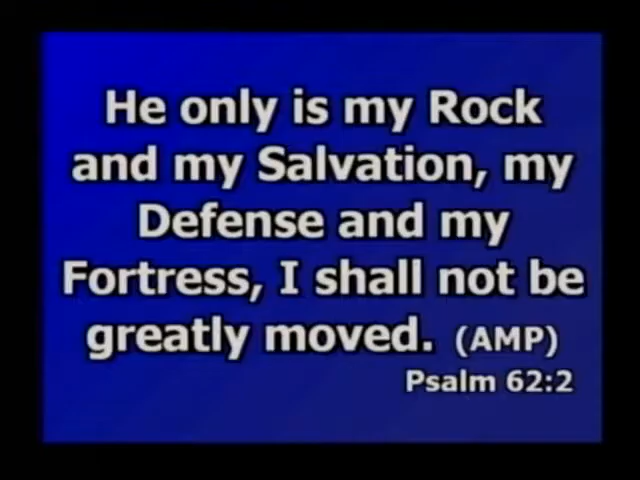 He only is my Rock
and my Salvation, my
Defense and my
Fortress, I shall not be
greatly moved. (AMP)
Psalm 62:2